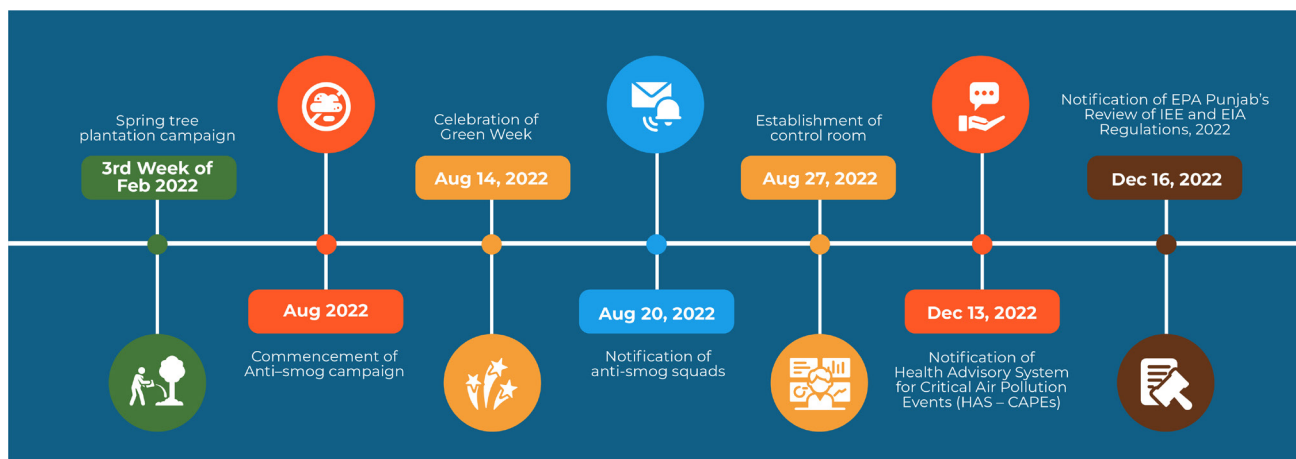 Spring tree
plantation campaign
3rd Week of
Feb 2022
Aug 2022
Commencement of
Anti–smog campaign
Celebration of
Green Week
Aug 14, 2022
Aug 20, 2022
Notification of
anti-smog squads
Establishment of
control room
Aug 27, 2022
Dec 13, 2022
Notification of
Health Advisory System
for Critical Air Pollution
Events (HAS – CAPEs)
Notification of EPA Punjab's
Review of IEE and EIA
Regulations, 2022
Dec 16, 2022